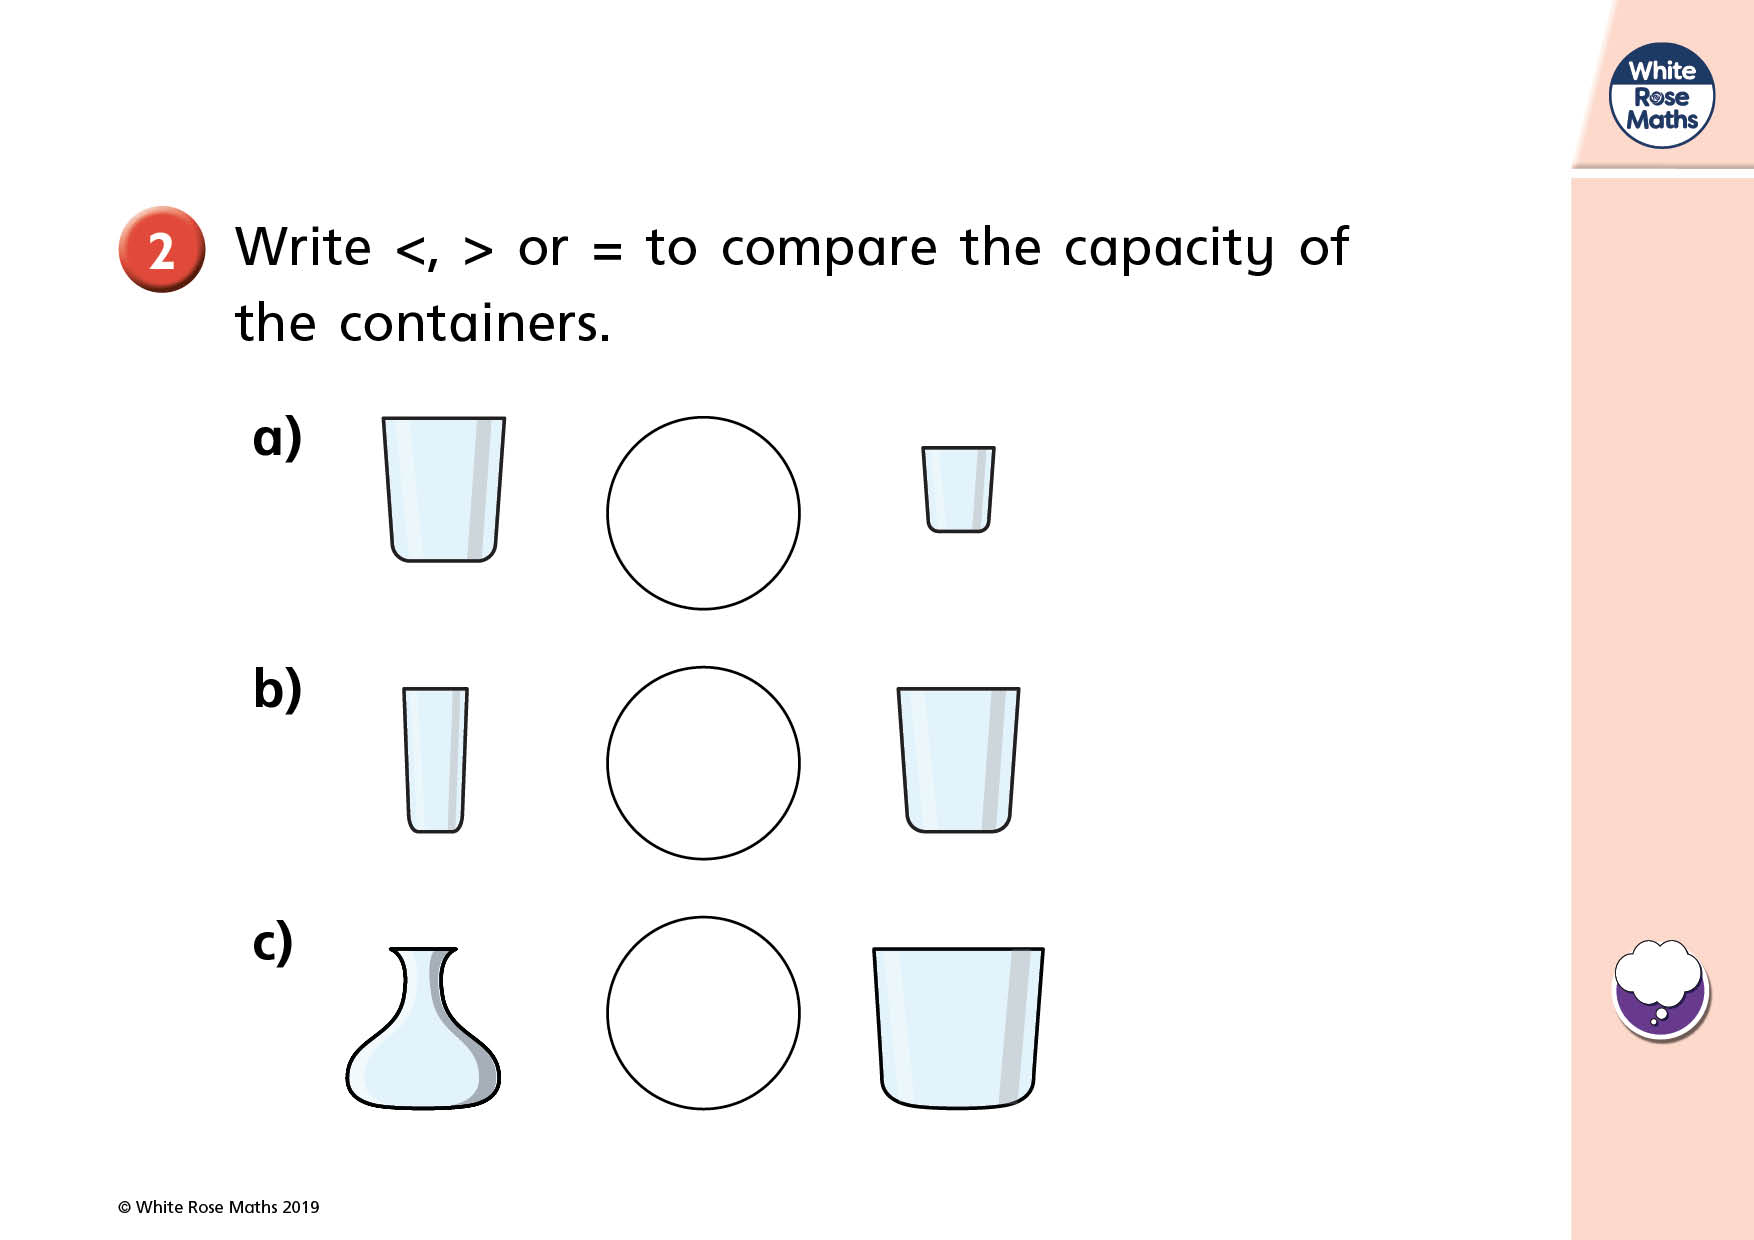 White
Rose
Maths
2 Write <, > or = to compare the capacity of
the containers.
a)
b)
c)
© White Rose Maths 2019